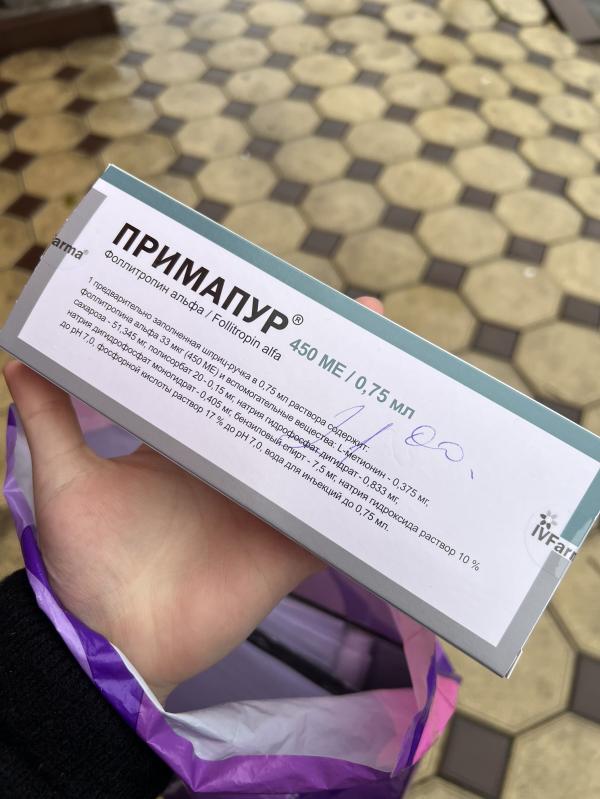 arma®
ПРИМАПУР®
Фоллитропин альфа / Follitropin alfa
450 МЕ / 0,75 мл
1 предварительно заполненная шприц-ручка в 0,75 мл раствора содержит:
фоллитропина альфа 33 мкг (450 МЕ) и вспомогательные вещества: L-метионин - 0,375 мг,
сахароза - 51,345 мг, полисорбат 20 - 0,15 мг, натрия гидрофосфат дигидрат - 0,833 мг,
натрия дигидрофосфат моногидрат - 0,405 мг, бензиловый спирт - 7,5 мг, натрия гидроксида раствор 10 %
до pH 7,0, фосфорной кислоты раствор 17 % до pH 7,0, вода для инъекций до 0,75 мл.
IVFarm